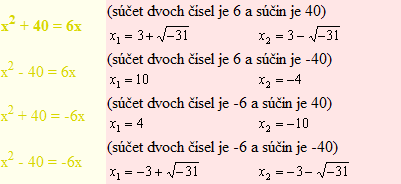 x² + 40 = 6x
(súčet dvoch čísel je 6 a súčin je 40)
x₁ = 3 + √−31 x₂ = 3 − √−31
x² - 40 = 6x
(súčet dvoch čísel je 6 a súčin je -40)
x₁ = 10 x₂ = −4
x² + 40 = -6x
(súčet dvoch čísel je -6 a súčin je 40)
x₁ = 4 x₂ = −10
x² - 40 = -6x
(súčet dvoch čísel je -6 a súčin je -40)
x₁ = −3 + √−31 x₂ = −3 − √−31